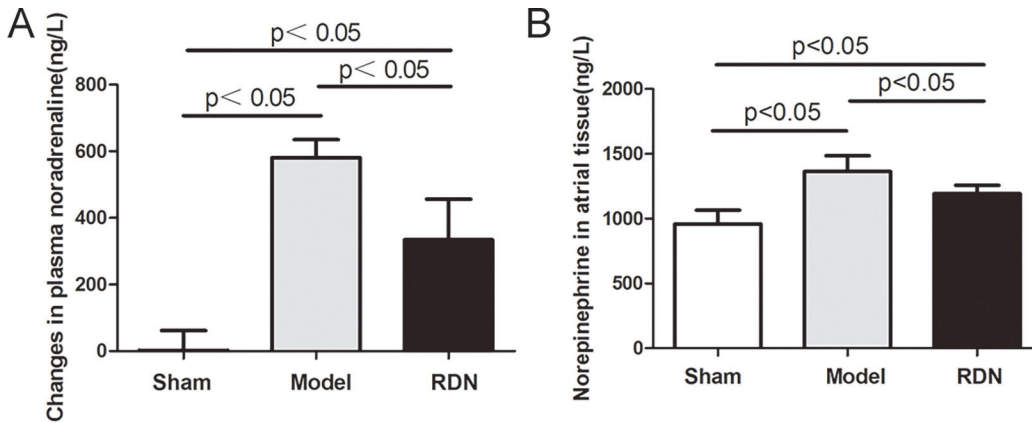 A
Changes in plasma noradrenaline(ng/L)
p< 0.05
p< 0.05
p< 0.05
800
600
400
200
0
Sham Model RDN
B
Norepinephrine in atrial tissue(ng/L)
p<0.05
p<0.05
p<0.05
2000
1500
1000
500
0
Sham Model RDN